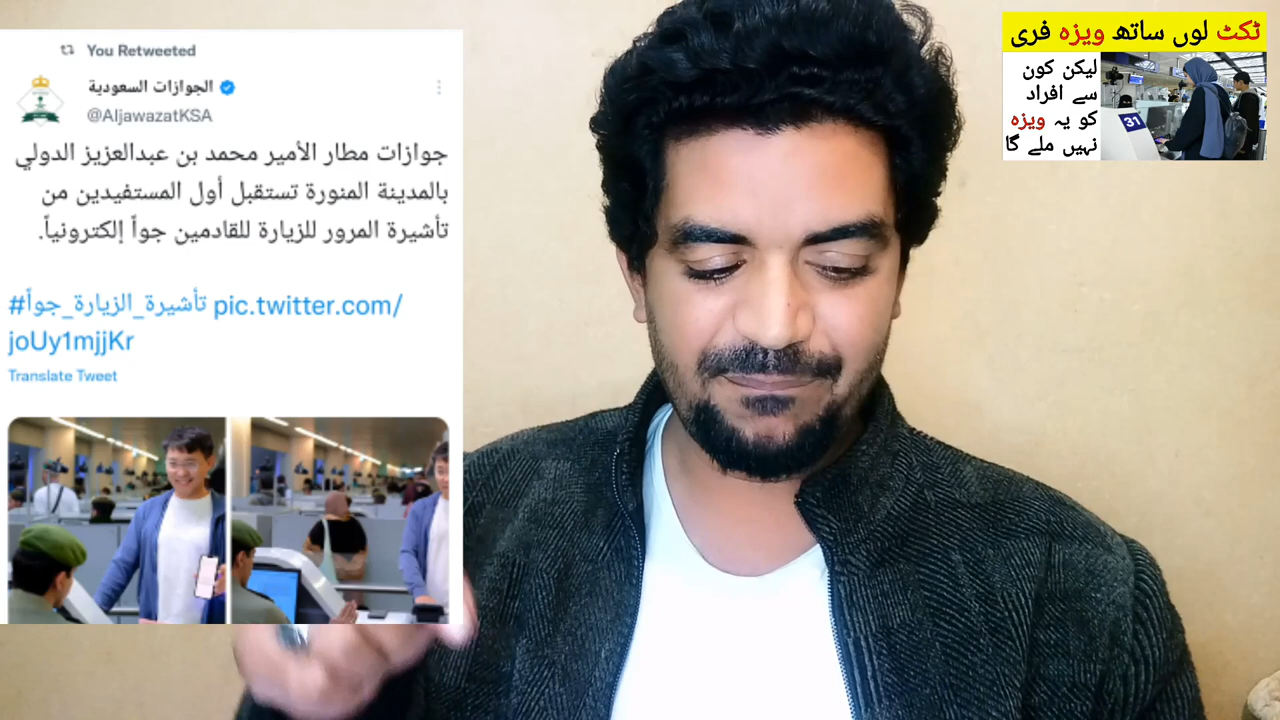 You Retweeted
الجوازات السعودية
@AljawazatKSA
جوازات مطار الأمير محمد بن عبدالعزيز الدولي
بالمدينة المنورة تستقبل أول المستفيدين من
تأشيرة المرور للزيارة للقادمين جواً إلكترونياً.
#تأشيرة_الزيارة_جواً pic.twitter.com/
joUy1mjjKr
Translate Tweet
ٹکٹ لوں ساتھ ویزہ فری
لیکن کون
سے افراد
کو یہ ویزہ
نہیں ملے گا
31